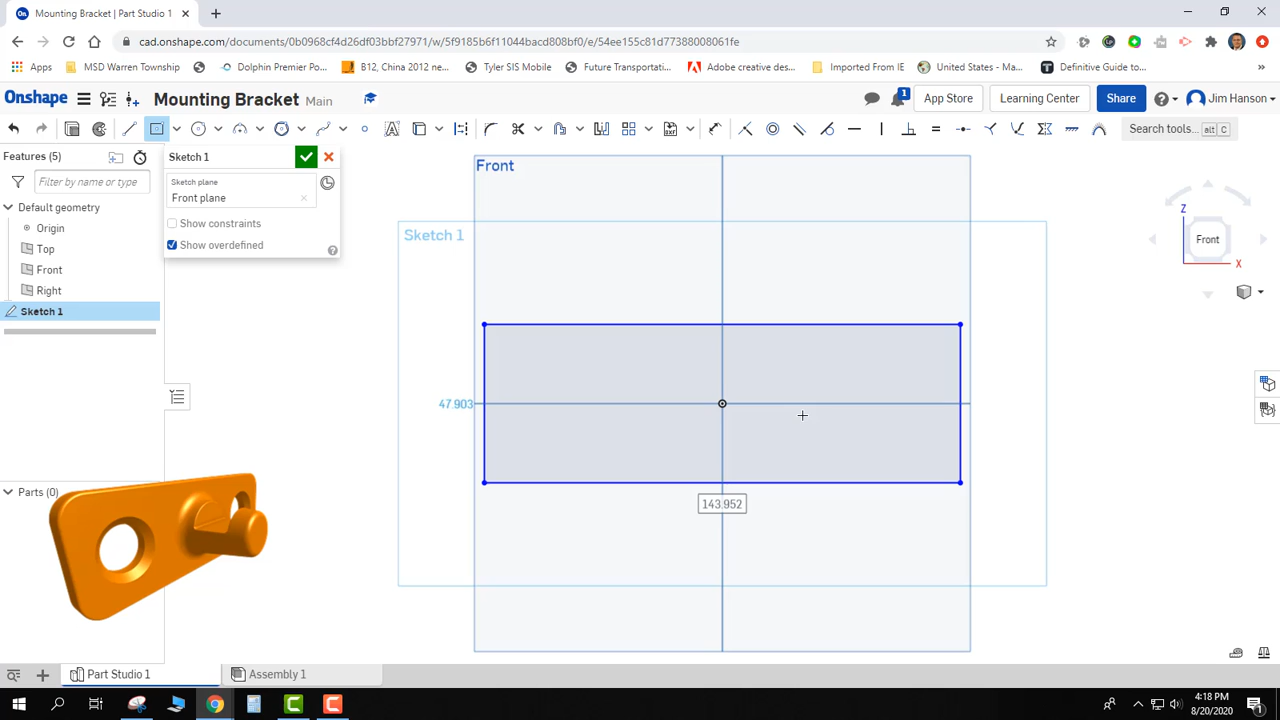 Mounting Bracket | Part Studio 1
cad.onshape.com/documents/0b0968cf4d26df03bbf27971/w/5f9185b6f11044bad808bf0/e/54ee155c81d77388008061fe
Apps
MSD Warren Township
Dolphin Premier Po...
B12, China 2012 ne...
Tyler SIS Mobile
Future Transportati...
Adobe creative des...
Imported From IE
United States - Ma...
Definitive Guide to...
»
Onshape
Mounting Bracket Main
1
App Store
Learning Center
Share
Jim Hanson
Search tools... alt C
Features (5)
Filter by name or type
Default geometry
Origin
Top
Front
Right
Sketch 1
Sketch 1
Sketch plane
Front plane
Show constraints
Show overdefined
Front
Sketch 1
47.903
143.952
Z
Front
X
Parts (0)
Part Studio 1
Assembly 1
4:18 PM
8/20/2020
1